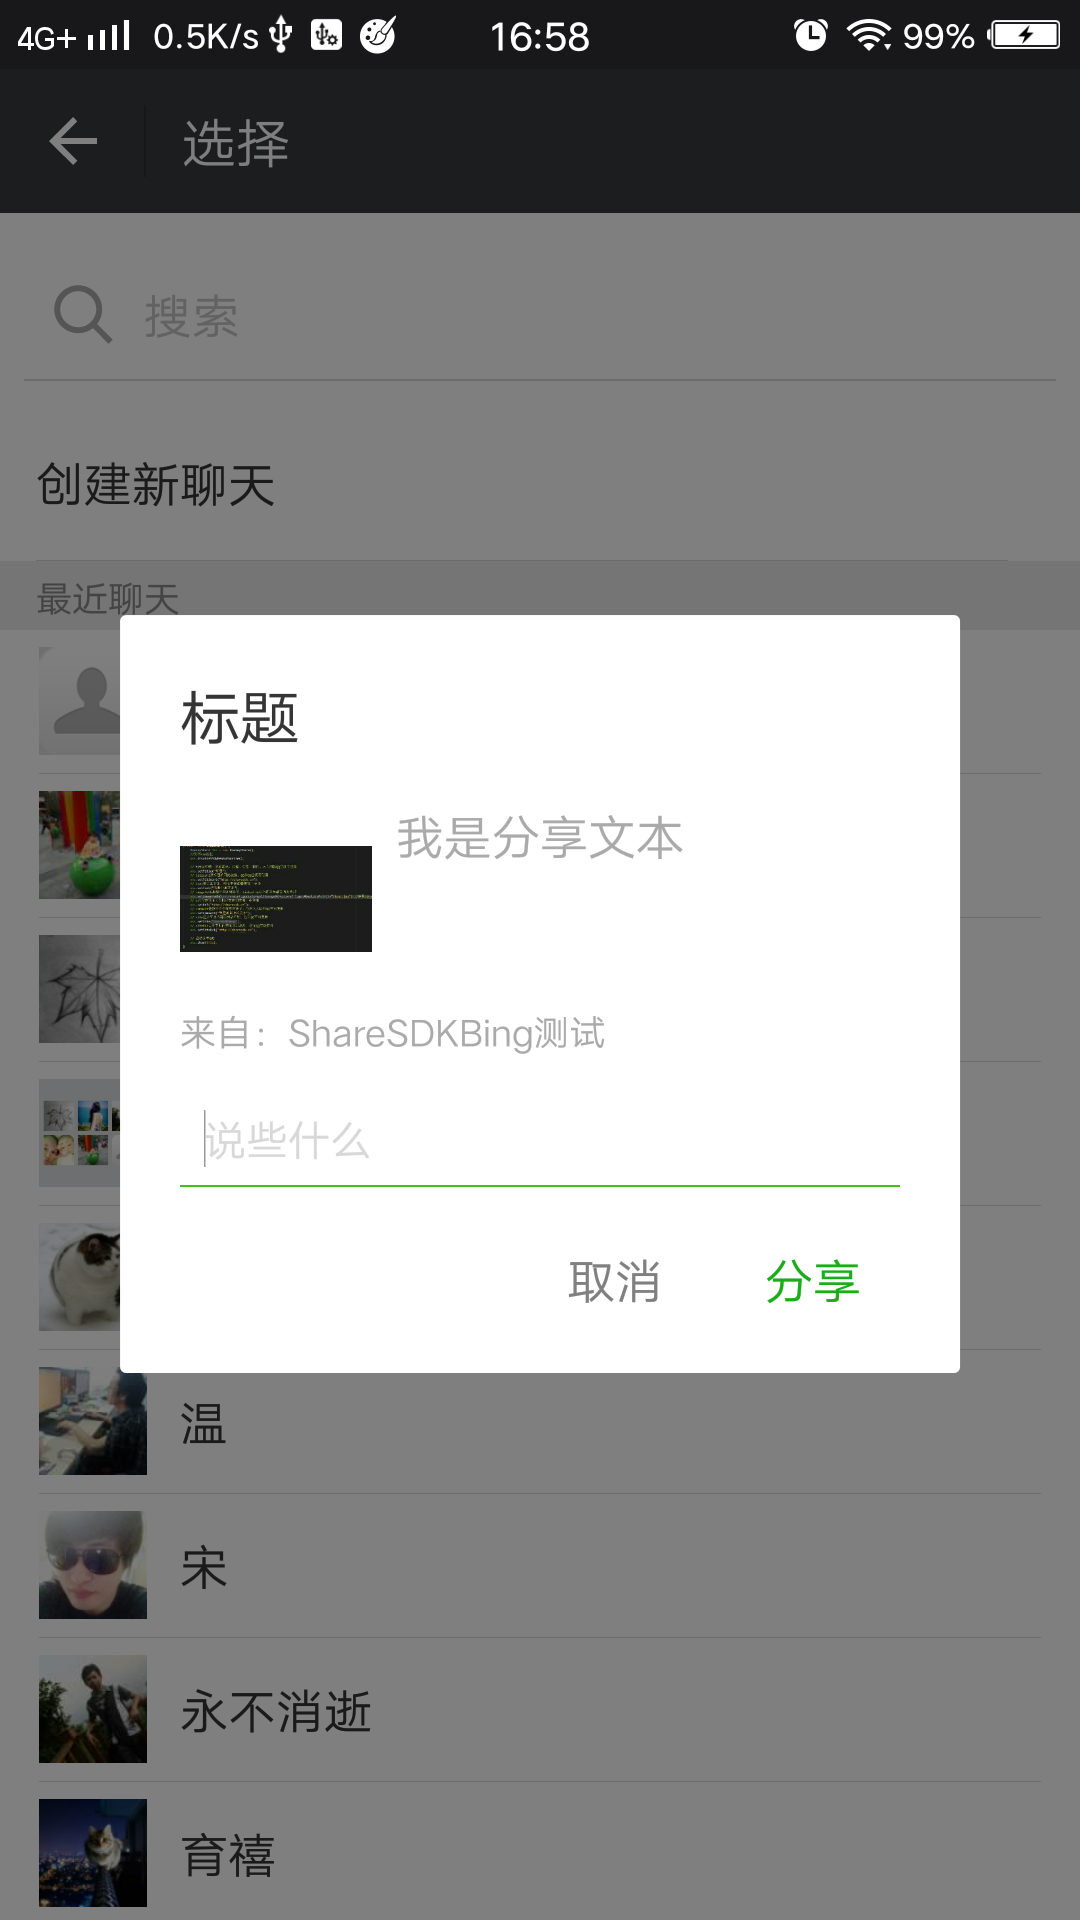 4G+ 0.5K/s 16:58 99%
选择
搜索
创建新聊天
最近聊天
标题
我是分享文本
来自：ShareSDKBing测试
说些什么
取消 分享
温
宋
永不消逝
育禧